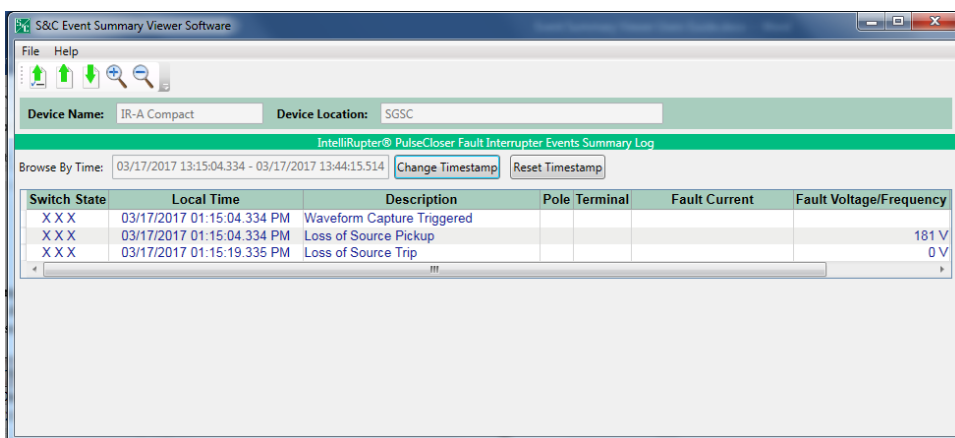 S&C Event Summary Viewer Software
File Help
Device Name: IR-A Compact Device Location: SGSC
IntelliRupter® PulseCloser Fault Interrupter Events Summary Log
Browse By Time: 03/17/2017 13:15:04.334 - 03/17/2017 13:44:15.514 Change Timestamp Reset Timestamp
Switch State Local Time Description Pole Terminal Fault Current Fault Voltage/Frequency
X X X 03/17/2017 01:15:04.334 PM Waveform Capture Triggered
X X X 03/17/2017 01:15:04.334 PM Loss of Source Pickup 181 V
X X X 03/17/2017 01:15:19.335 PM Loss of Source Trip 0 V